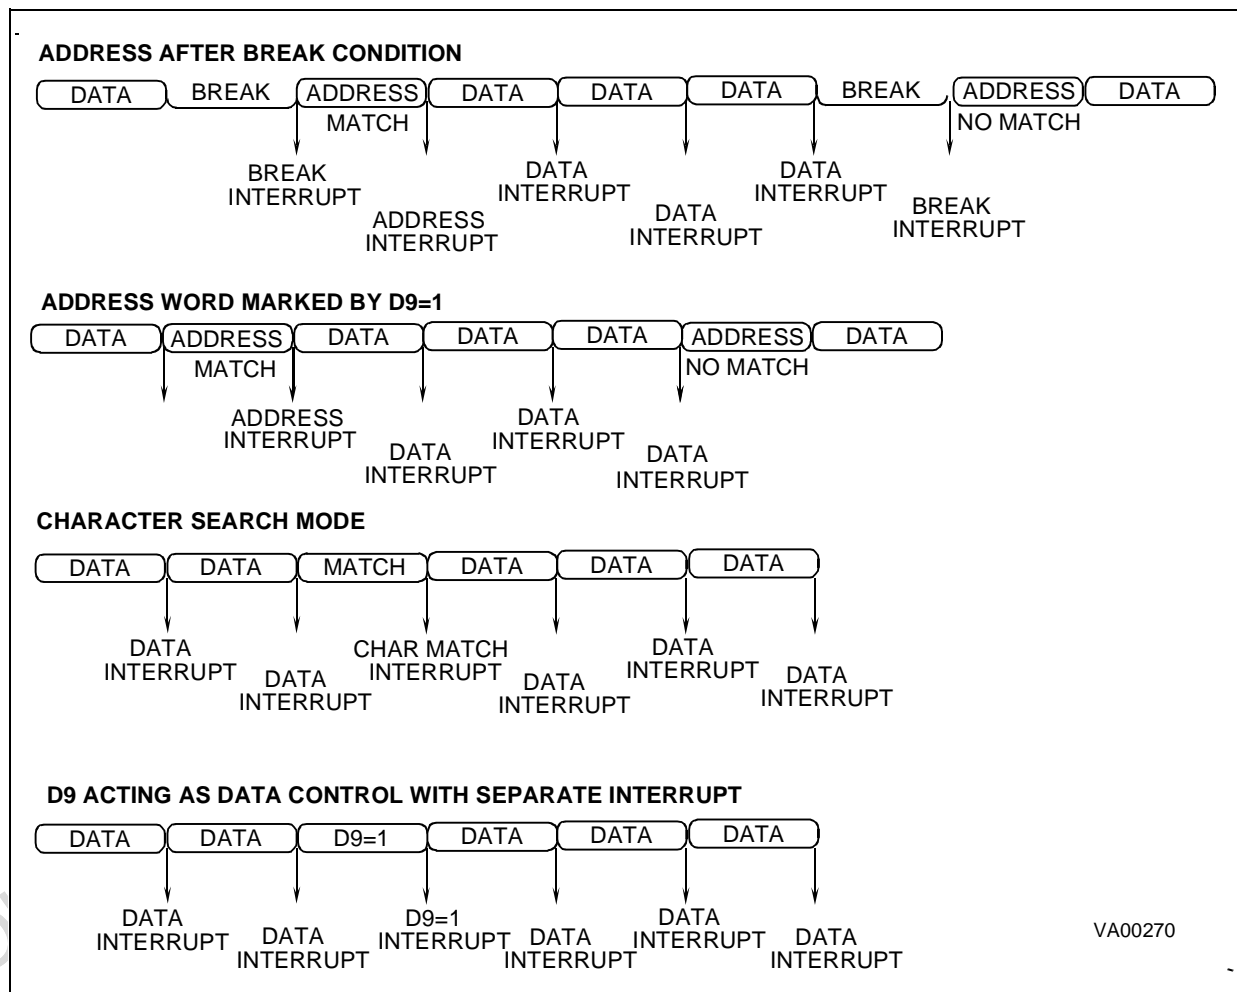 ADDRESS AFTER BREAK CONDITION
DATA BREAK ADDRESS DATA DATA DATA BREAK ADDRESS DATA
MATCH NO MATCH
BREAK
INTERRUPT
ADDRESS
INTERRUPT
DATA
INTERRUPT
DATA
INTERRUPT
DATA
INTERRUPT
BREAK
INTERRUPT
ADDRESS WORD MARKED BY D9=1
DATA ADDRESS DATA DATA DATA ADDRESS DATA
MATCH NO MATCH
ADDRESS
INTERRUPT
DATA
INTERRUPT
DATA
INTERRUPT
DATA
INTERRUPT
CHARACTER SEARCH MODE
DATA DATA MATCH DATA DATA DATA
DATA
INTERRUPT
DATA
INTERRUPT
CHAR MATCH
INTERRUPT
DATA
INTERRUPT
DATA
INTERRUPT
DATA
INTERRUPT
D9 ACTING AS DATA CONTROL WITH SEPARATE INTERRUPT
DATA DATA D9=1 DATA DATA DATA
DATA
INTERRUPT
DATA
INTERRUPT
D9=1
INTERRUPT
DATA
INTERRUPT
DATA
INTERRUPT
DATA
INTERRUPT
VA00270